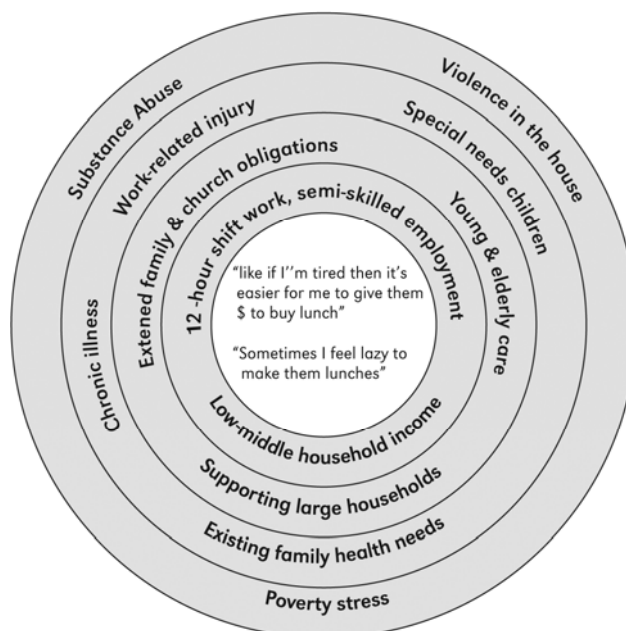 Substance Abuse
Violence in the house
Work-related injury
Special needs children
Extened family & church obligations
Young & elderly care
12 -hour shift work, semi-skilled employment
"like if I''m tired then it's
easier for me to give them
$ to buy lunch"
"Sometimes I feel lazy to
make them lunches"
Chronic illness
Low-middle household income
Supporting large households
Existing family health needs
Poverty stress